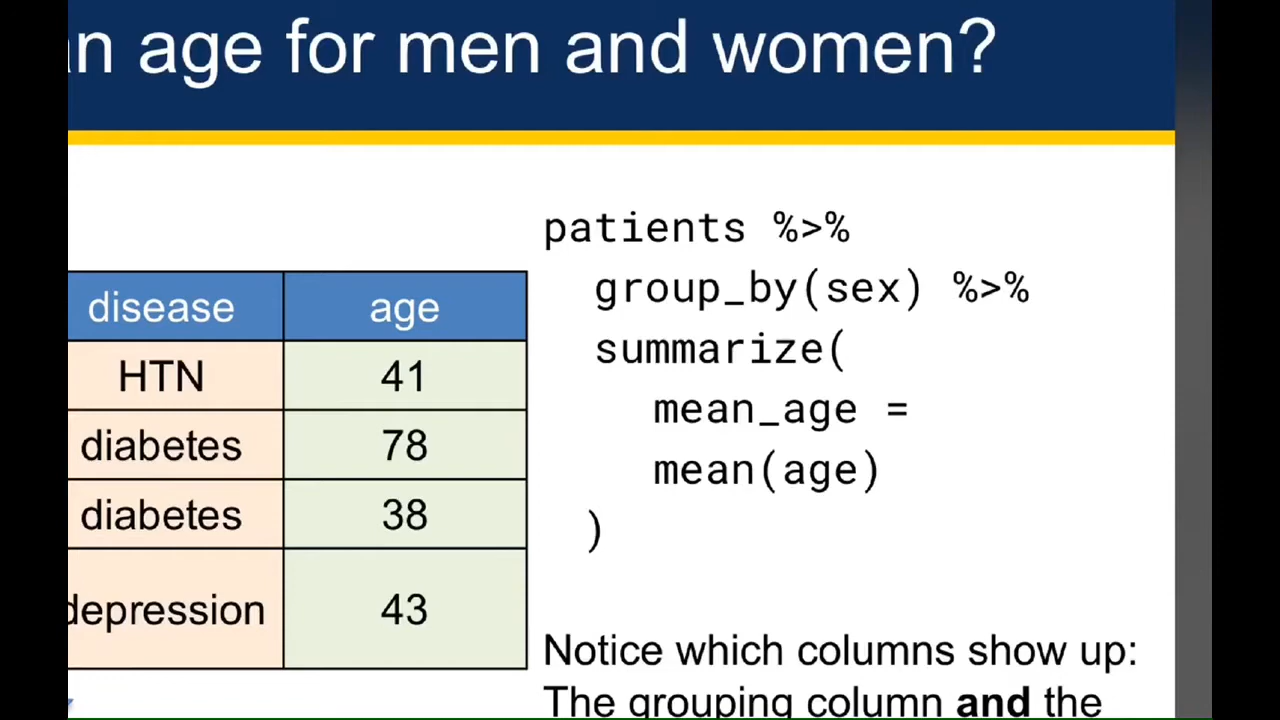 n age for men and women?
patients %>%
group_by(sex) %>%
summarize(
mean_age =
mean(age)
)
disease age
HTN 41
diabetes 78
diabetes 38
depression 43
Notice which columns show up:
The grouping column and the